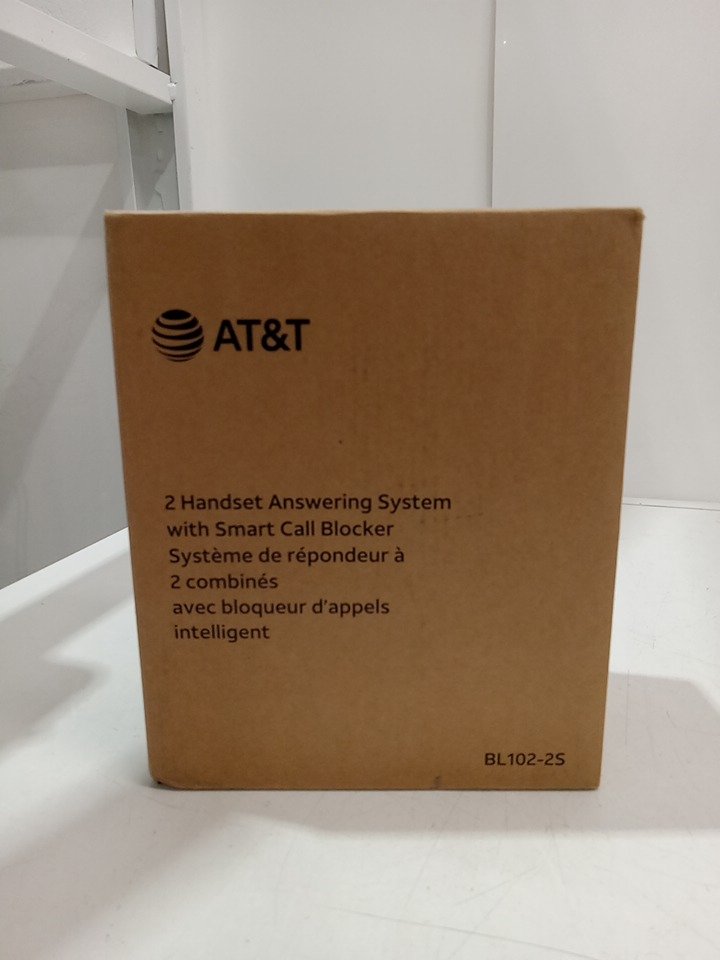 AT&T
2 Handset Answering System
with Smart Call Blocker
Système de répondeur à
2 combinés
avec bloqueur d'appels
intelligent
BL102-2S